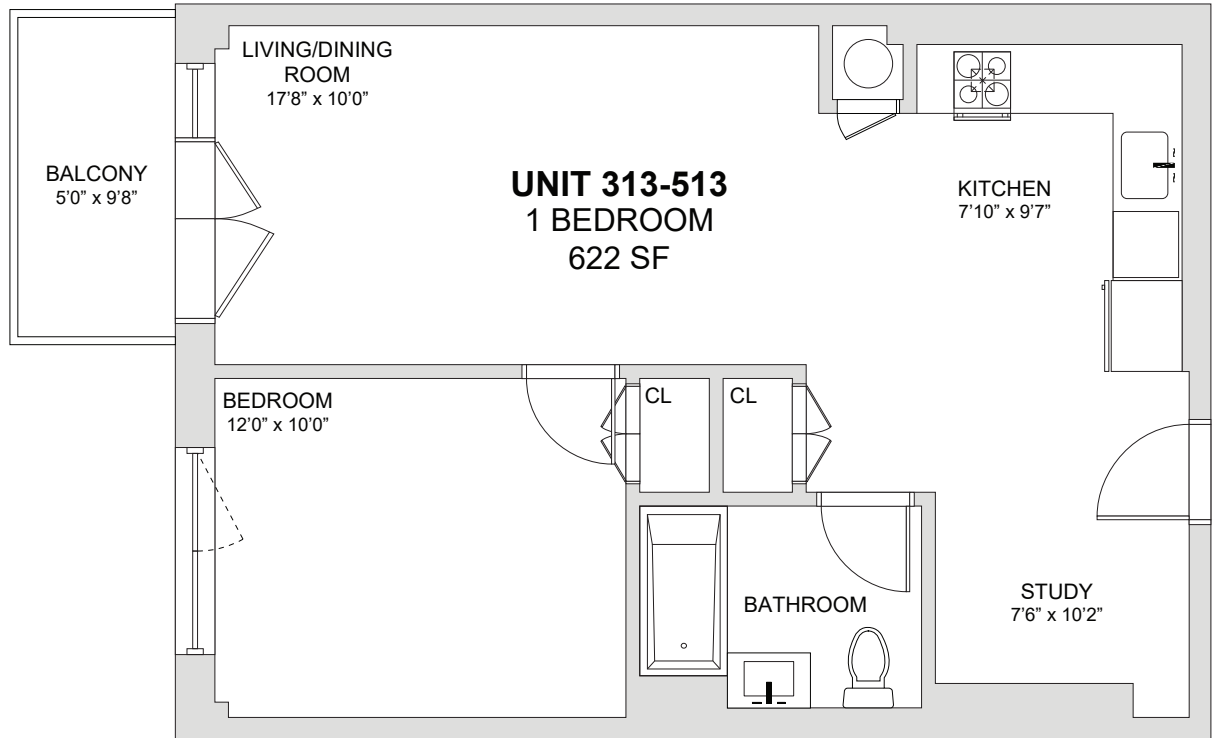 LIVING/DINING
ROOM
17’8” x 10’0”
BALCONY
5’0” x 9’8”
UNIT 313-513
1 BEDROOM
622 SF
KITCHEN
7’10” x 9’7”
BEDROOM
12’0” x 10’0”
CL
CL
BATHROOM
STUDY
7’6” x 10’2”